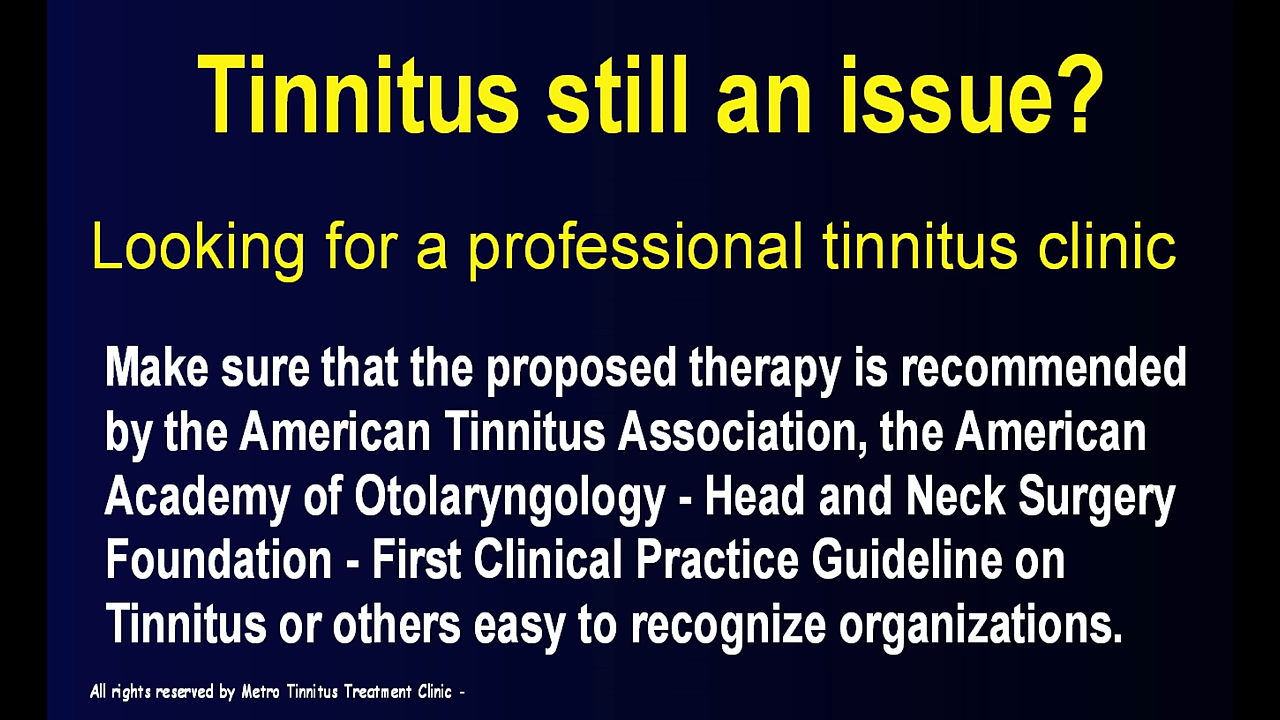 Tinnitus still an issue?
Looking for a professional tinnitus clinic
Make sure that the proposed therapy is recommended
by the American Tinnitus Association, the American
Academy of Otolaryngology - Head and Neck Surgery
Foundation - First Clinical Practice Guideline on
Tinnitus or others easy to recognize organizations.
All rights reserved by Metro Tinnitus Treatment Clinic -